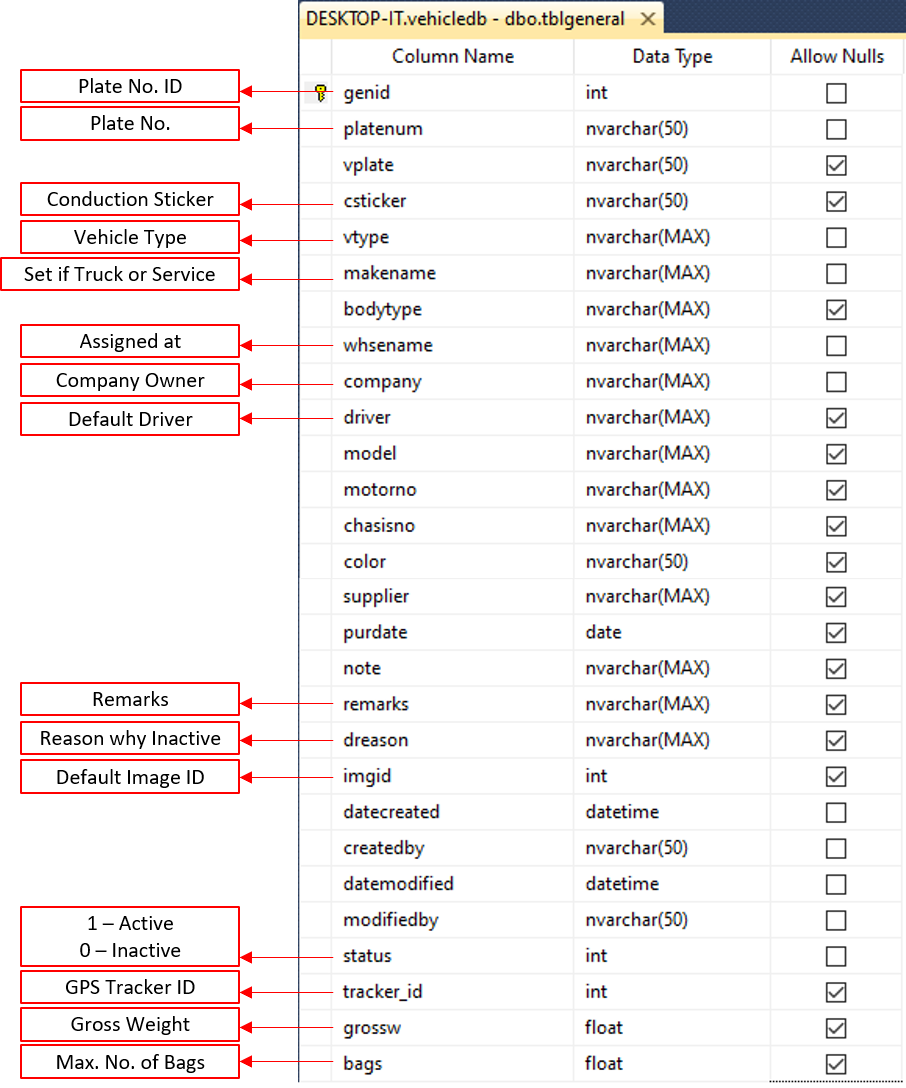 DESKTOP-IT.vehicledb - dbo.tblgeneral
Column Name Data Type Allow Nulls
Plate No. ID genid int
Plate No. platenum nvarchar(50)
vplate nvarchar(50)
Conduction Sticker csticker nvarchar(50)
Vehicle Type vtype nvarchar(MAX)
Set if Truck or Service makename nvarchar(MAX)
bodytype nvarchar(MAX)
Assigned at whsename nvarchar(MAX)
Company Owner company nvarchar(MAX)
Default Driver driver nvarchar(MAX)
model nvarchar(MAX)
motorno nvarchar(MAX)
chasisno nvarchar(MAX)
color nvarchar(50)
supplier nvarchar(MAX)
purdate date
note nvarchar(MAX)
Remarks remarks nvarchar(MAX)
Reason why Inactive dreason nvarchar(MAX)
Default Image ID imgid int
datecreated datetime
createdby nvarchar(50)
datemodified datetime
modifiedby nvarchar(50)
1 – Active
0 – Inactive status int
GPS Tracker ID tracker_id int
Gross Weight grossw float
Max. No. of Bags bags float